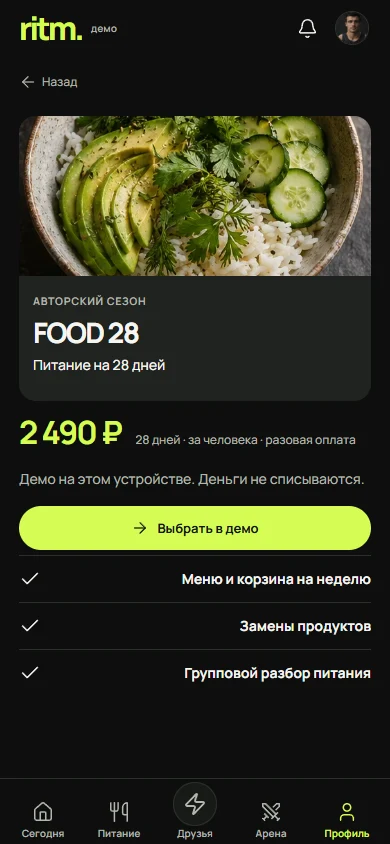 ritm. демо
Назад
АВТОРСКИЙ СЕЗОН
FOOD 28
Питание на 28 дней
2 490 ₽ 28 дней · за человека · разовая оплата
Демо на этом устройстве. Деньги не списываются.
Выбрать в демо
Меню и корзина на неделю
Замены продуктов
Групповой разбор питания
Сегодня Питание Друзья Арена Профиль